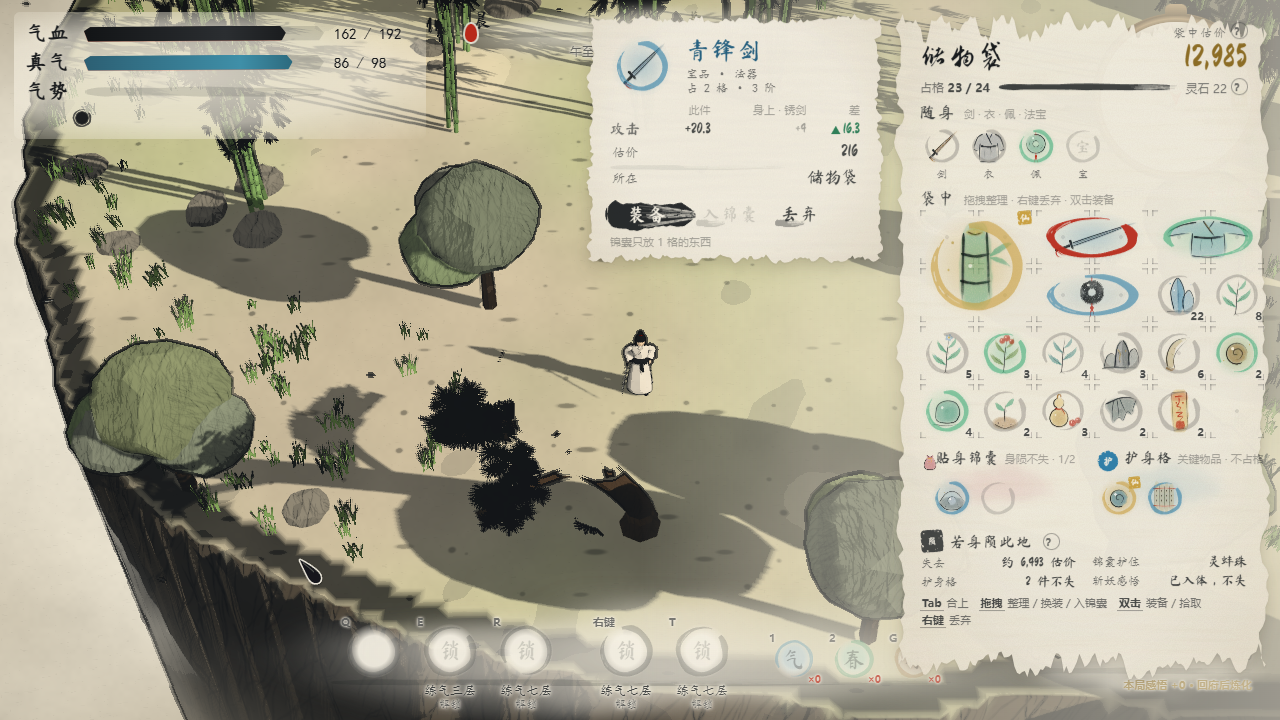 气血 162 / 192
真气 86 / 98
气势
午至
青锋剑
宝品 · 法器
占 2 格 · 3 阶
此件 身上 · 锈剑 差
攻击 +20.3 +4 ▲16.3
估价 216
所在 储物袋
装备 入锦囊 丢弃
锦囊只放 1 格的东西
储物袋
袋中估价 ?
12,985
占格 23 / 24 灵石 22 ?
随身 剑 · 衣 · 佩 · 法宝
宝
剑 衣 佩 宝
袋中 拖拽整理 · 右键丢弃 · 双击装备
22 8
5 3 4 3 6 2
4 2 3 2 2
贴身锦囊 身陨不失 · 1/2
护 护身格 关键物品 · 不占格
若身陨此地 ?
失去 约 6,493 估价 锦囊护住 灵蚌珠
护身格 2 件不失 斩妖感悟 已入体，不失
Tab 合上 拖拽 整理 / 换装 / 入锦囊 双击 装备 / 拾取
右键 丢弃
Q E R 右键 T 1 2 G
锁 锁 锁 锁 气 春
×0 ×0 ×0
练气三层 练气七层 练气七层 练气七层